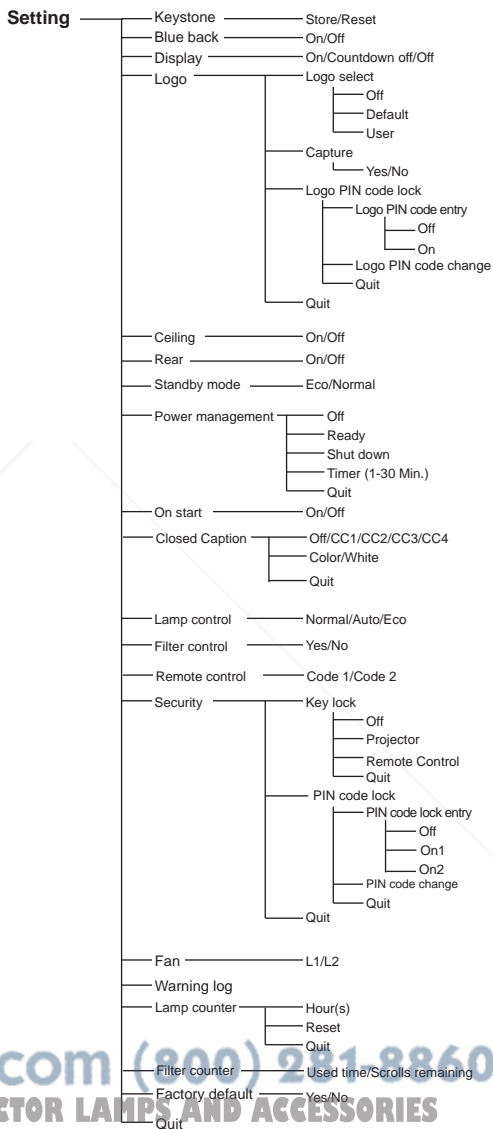 Setting
Keystone Store/Reset
Blue back On/Off
Display On/Countdown off/Off
Logo Logo select
Off
Default
User
Capture
Yes/No
Logo PIN code lock
Logo PIN code entry
Off
On
Logo PIN code change
Quit
Quit
Ceiling On/Off
Rear On/Off
Standby mode Eco/Normal
Power management Off
Ready
Shut down
Timer (1-30 Min.)
Quit
On start On/Off
Closed Caption Off/CC1/CC2/CC3/CC4
Color/White
Quit
Lamp control Normal/Auto/Eco
Filter control Yes/No
Remote control Code 1/Code 2
Security Key lock
Off
Projector
Remote Control
Quit
PIN code lock
PIN code lock entry
Off
On1
On2
PIN code change
Quit
Quit
Fan L1/L2
Warning log
Lamp counter Hour(s)
Reset
Quit
com (800) 281-8860
Filter counter Used time/Scrolls remaining
CTOR LAMPS AND ACCESSORIES
Factory default Yes/No
Quit